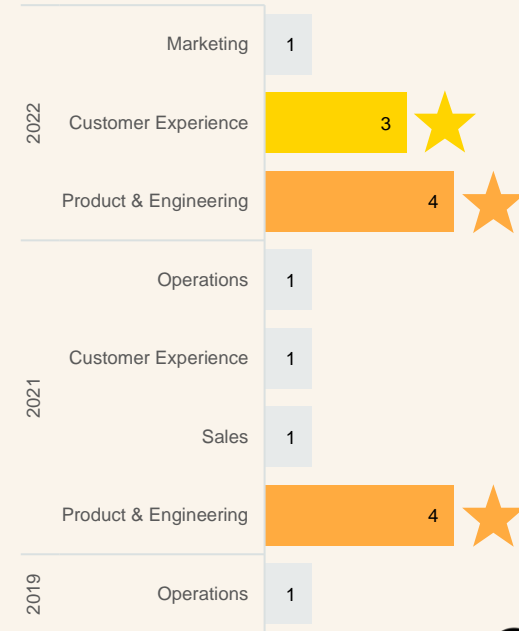 2022
Marketing 1
Customer Experience 3
Product & Engineering 4
2021
Operations 1
Customer Experience 1
Sales 1
Product & Engineering 4
2019
Operations 1